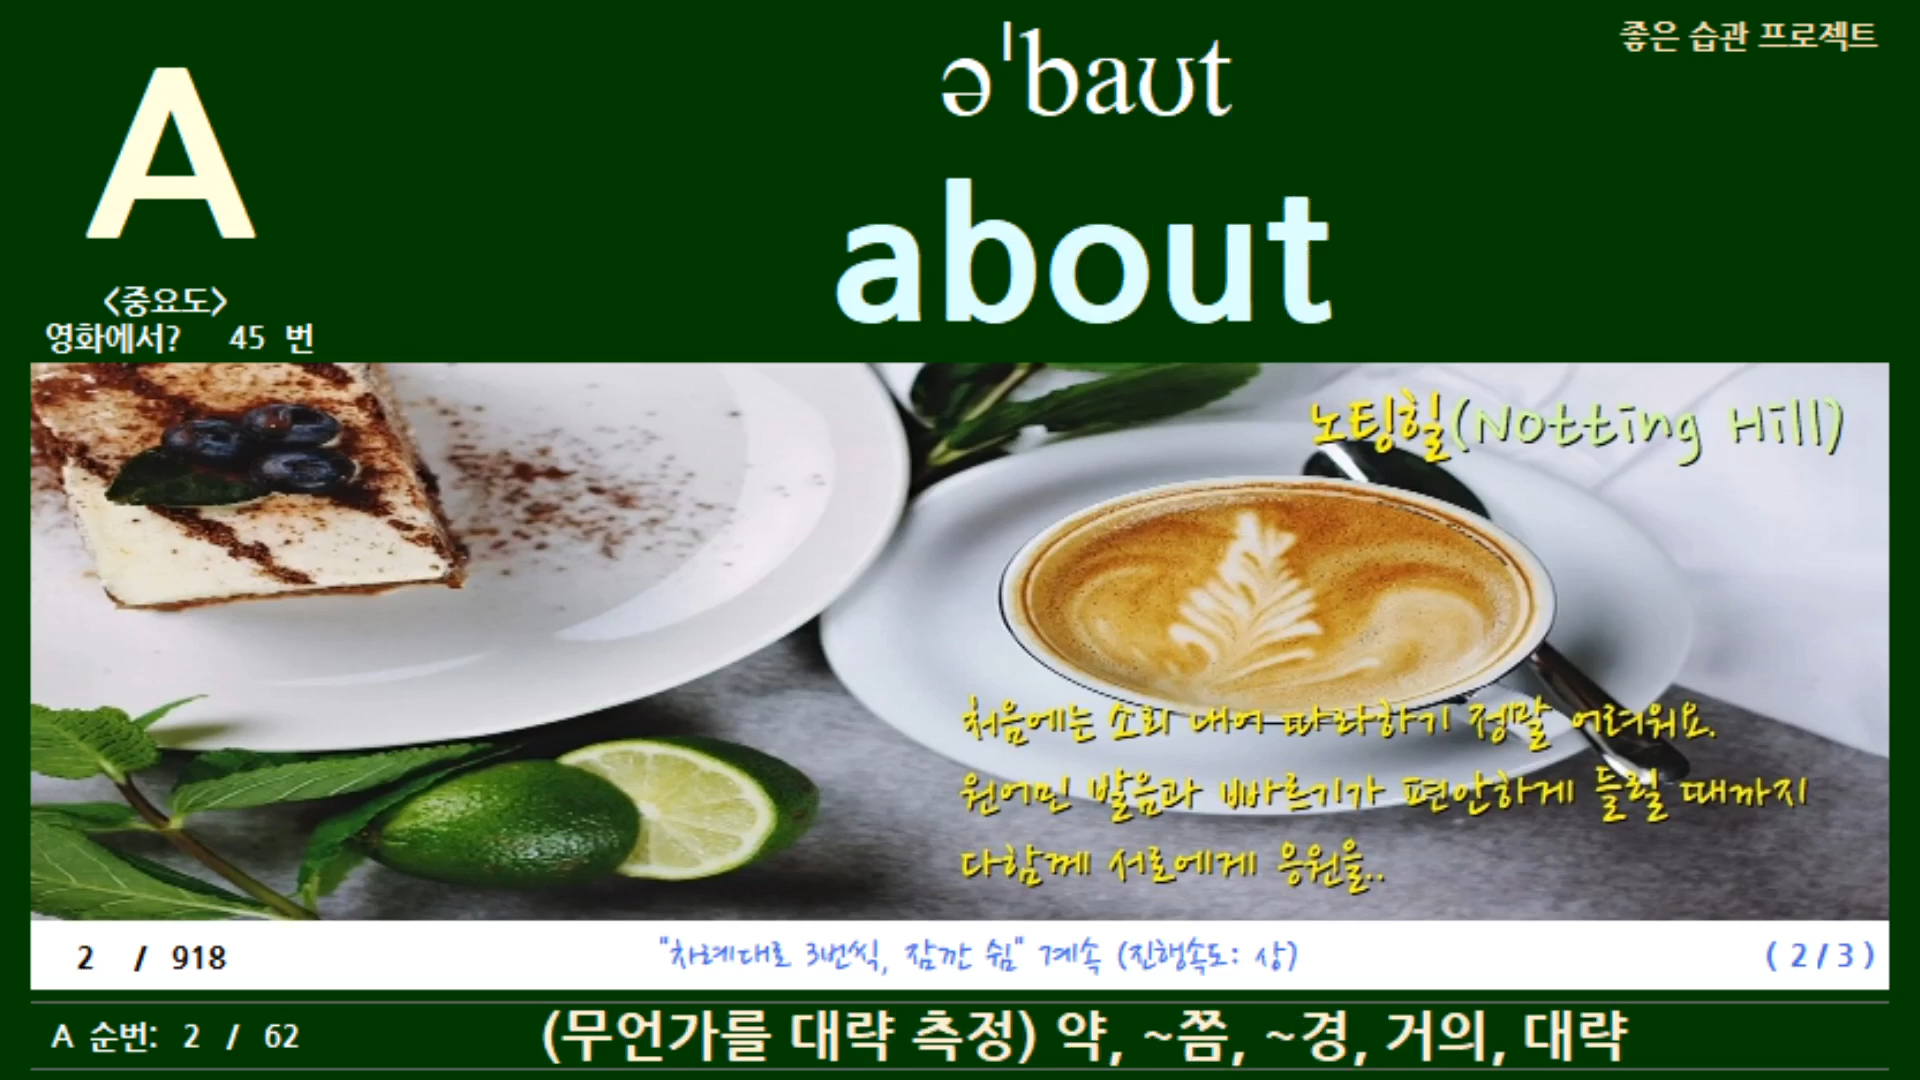 좋은 습관 프로젝트
A
ə'baʊt
about
<중요도>
영화에서? 45 번
노팅힐(Notting Hill)
처음에는 소리 내어 따라하기 정말 어려워요.
원어민 발음과 빠르기가 편안하게 들릴 때까지
다함께 서로에게 응원을..
2 / 918
"차례대로 3번씩, 잠깐 쉼" 계속 (진행속도: 상)
( 2 / 3 )
A 순번: 2 / 62
(무언가를 대략 측정) 약, ~쯤, ~경, 거의, 대략